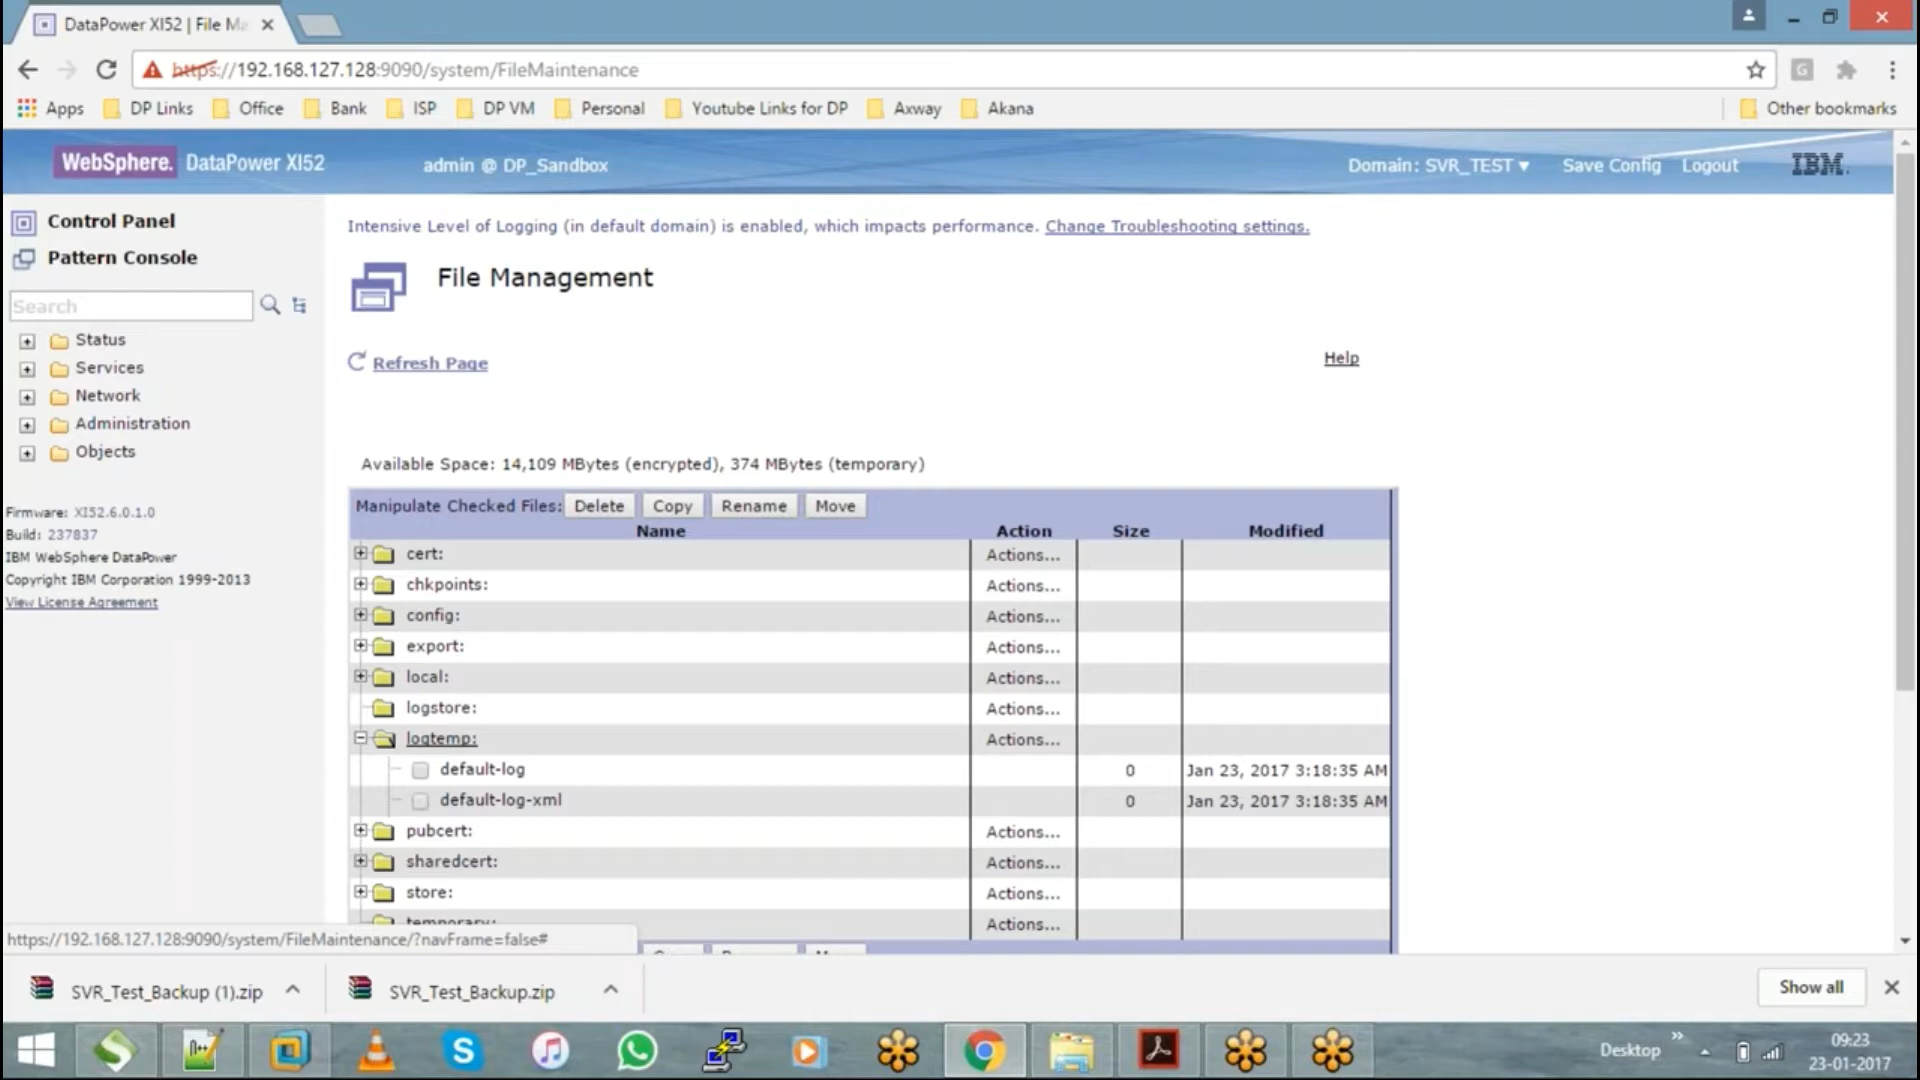 DataPower XI52 | File Ma
https://192.168.127.128:9090/system/FileMaintenance
Apps DP Links Office Bank ISP DP VM Personal Youtube Links for DP Axway Akana Other bookmarks
WebSphere. DataPower XI52 admin @ DP_Sandbox Domain: SVR_TEST ▾ Save Config Logout IBM.
Control Panel
Pattern Console
Search
Status
Services
Network
Administration
Objects
Firmware: XI52.6.0.1.0
Build: 237837
IBM WebSphere DataPower
Copyright IBM Corporation 1999-2013
View License Agreement
Intensive Level of Logging (in default domain) is enabled, which impacts performance. Change Troubleshooting settings.
File Management
Refresh Page Help
Available Space: 14,109 MBytes (encrypted), 374 MBytes (temporary)
Manipulate Checked Files: Delete Copy Rename Move
Name Action Size Modified
cert: Actions...
chkpoints: Actions...
config: Actions...
export: Actions...
local: Actions...
logstore: Actions...
logtemp: Actions...
default-log 0 Jan 23, 2017 3:18:35 AM
default-log-xml 0 Jan 23, 2017 3:18:35 AM
pubcert: Actions...
sharedcert: Actions...
store: Actions...
temporary: Actions...
https://192.168.127.128:9090/system/FileMaintenance/?navFrame=false#
SVR_Test_Backup (1).zip SVR_Test_Backup.zip Show all
Desktop 09:23
23-01-2017